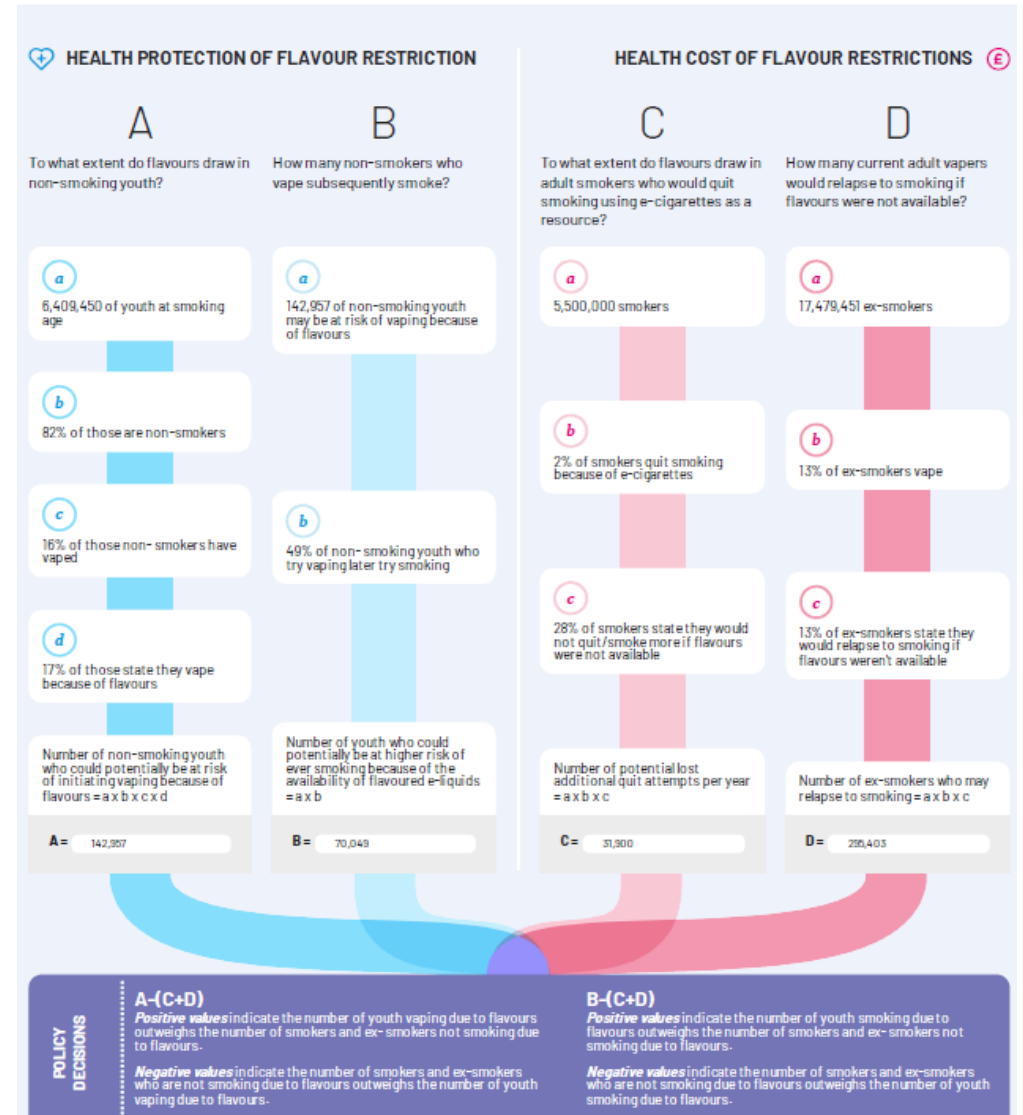 HEALTH PROTECTION OF FLAVOUR RESTRICTION
A
To what extent do flavours draw in
non-smoking youth?
a
6,409,450 of youth at smoking
age
b
82% of those are non-smokers
c
16% of those non- smokers have
vaped
d
17% of those state they vape
because of flavours
Number of non-smoking youth
who could potentially be at risk
of initiating vaping because of
flavours = a x b x c x d
A= 142,957
B
How many non-smokers who
vape subsequently smoke?
a
142,957 of non-smoking youth
may be at risk of vaping because
of flavours
b
49% of non- smoking youth who
try vaping later try smoking
Number of youth who could
potentially be at higher risk of
ever smoking because of the
availability of flavoured e-liquids
= a x b
B= 70,049
HEALTH COST OF FLAVOUR RESTRICTIONS £
C
To what extent do flavours draw in
adult smokers who would quit
smoking using e-cigarettes as a
resource?
a
5,500,000 smokers
b
2% of smokers quit smoking
because of e-cigarettes
c
28% of smokers state they would
not quit/smoke more if flavours
were not available
Number of potential lost
additional quit attempts per year
= a x b x c
C= 31,900
D
How many current adult vapers
would relapse to smoking if
flavours were not available?
a
17,479,451 ex-smokers
b
13% of ex-smokers vape
c
13% of ex-smokers state they
would relapse to smoking if
flavours weren't available
Number of ex-smokers who may
relapse to smoking = a x b x c
D= 295,403
POLICY
DECISIONS
A-(C+D)
Positive values indicate the number of youth vaping due to flavours
outweighs the number of smokers and ex- smokers not smoking due
to flavours.
Negative values indicate the number of smokers and ex-smokers
who are not smoking due to flavours outweighs the number of youth
vaping due to flavours.
B-(C+D)
Positive values indicate the number of youth smoking due to
flavours outweighs the number of smokers and ex- smokers not
smoking due to flavours.
Negative values indicate the number of smokers and ex-smokers
who are not smoking due to flavours outweighs the number of youth
smoking due to flavours.